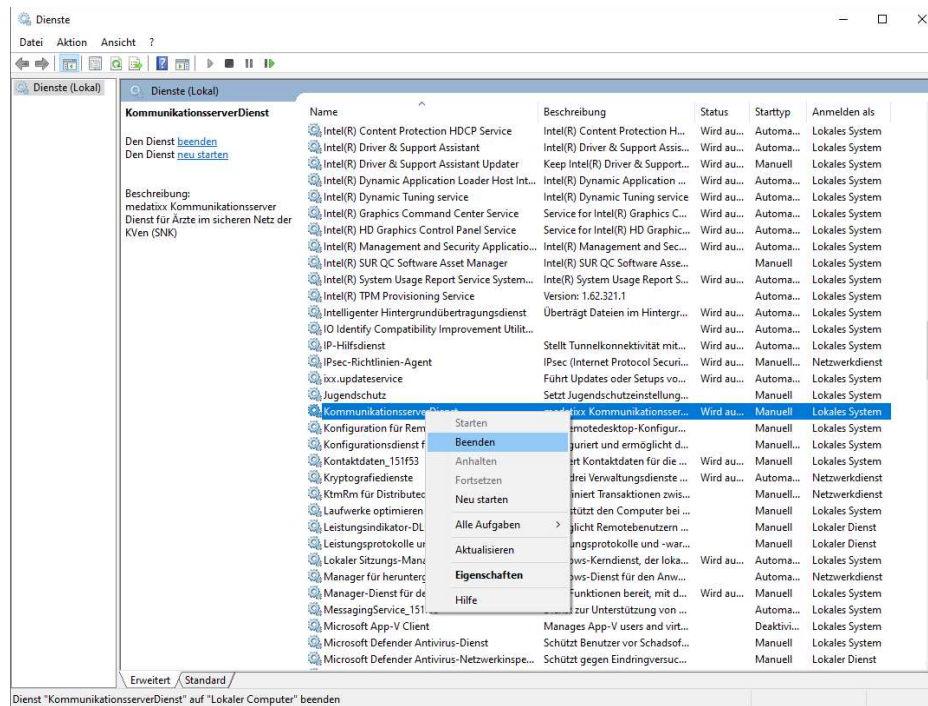 Dienste
Datei Aktion Ansicht ?
Dienste (Lokal)
Dienste (Lokal)
KommunikationsserverDienst
Den Dienst beenden
Den Dienst neu starten
Beschreibung:
medatixx Kommunikationsserver
Dienst für Ärzte im sicheren Netz der
KVen (SNK)
Name Beschreibung Status Starttyp Anmelden als
Intel(R) Content Protection HDCP Service Intel(R) Content Protection H... Wird au... Automa... Lokales System
Intel(R) Driver & Support Assistant Intel(R) Driver & Support Assis... Wird au... Automa... Lokales System
Intel(R) Driver & Support Assistant Updater Keep Intel(R) Driver & Support... Wird au... Manuell Lokales System
Intel(R) Dynamic Application Loader Host Int... Intel(R) Dynamic Application ... Wird au... Automa... Lokales System
Intel(R) Dynamic Tuning service Intel(R) Dynamic Tuning service Wird au... Automa... Lokales System
Intel(R) Graphics Command Center Service Service for Intel(R) Graphics C... Wird au... Automa... Lokales System
Intel(R) HD Graphics Control Panel Service Service for Intel(R) HD Graphic... Wird au... Automa... Lokales System
Intel(R) Management and Security Applicatio... Intel(R) Management and Sec... Wird au... Automa... Lokales System
Intel(R) SUR QC Software Asset Manager Intel(R) SUR QC Software Asse... Manuell Lokales System
Intel(R) System Usage Report Service System... Inte(R) System Usage Report S... Wird au... Automa... Lokales System
Intel(R) TPM Provisioning Service Version: 1.62.321.1 Automa... Lokales System
Intelligenter Hintergrundübertragungsdienst Überträgt Dateien im Hintergr... Wird au... Automa... Lokales System
IO Identify Compatibility Improvement Utilit... Wird au... Automa... Lokales System
IP-Hilfsdienst Stellt Tunnelkonnektivität mit... Wird au... Automa... Lokales System
IPsec-Richtlinien-Agent IPsec (Internet Protocol Securi... Wird au... Manuell... Netzwerkdienst
ixx.updateservice Führt Updates oder Setups vo... Wird au... Automa... Lokales System
Jugendschutz Setzt Jugendschutzeinstellung... Manuell Lokales System
KommunikationsserverDienst medatixx Kommunikationsser... Wird au... Manuell Lokales System
Konfiguration für Rem emotedesktop-Konfigur... Manuell Lokales System
Konfigurationsdienst f guriert und ermöglicht d... Manuell... Lokales System
Kontaktdaten_151f53 ert Kontaktdaten für die ... Wird au... Manuell Lokales System
Kryptografiedienste drei Verwaltungsdienste ... Wird au... Automa... Netzwerkdienst
KtmRm für Distributed iniert Transaktionen zwis... Manuell... Netzwerkdienst
Laufwerke optimieren stützt den Computer bei ... Manuell Lokales System
Leistungsindikator-DL glicht Remotebenutzern ... Manuell Lokaler Dienst
Leistungsprotokolle ur ungsprotokolle und -war... Manuell Lokaler Dienst
Lokaler Sitzungs-Mana ows-Kerndienst, der loka... Wird au... Automa... Lokales System
Manager für herunterg ows-Dienst für den Anw... Automa... Netzwerkdienst
Manager-Dienst für de Funktionen bereit, mit d... Wird au... Manuell Lokales System
MessagingService_151 zur Unterstützung von ... Automa... Lokales System
Microsoft App-V Client Manages App-V users and virt... Deaktivi... Lokales System
Microsoft Defender Antivirus-Dienst Schützt Benutzer vor Schadsof... Manuell Lokales System
Microsoft Defender Antivirus-Netzwerkinspe... Schützt gegen Eindringversuc... Manuell Lokaler Dienst
Starten
Beenden
Anhalten
Fortsetzen
Neu starten
Alle Aufgaben
Aktualisieren
Eigenschaften
Hilfe
Erweitert Standard
Dienst "KommunikationsserverDienst" auf "Lokaler Computer" beenden